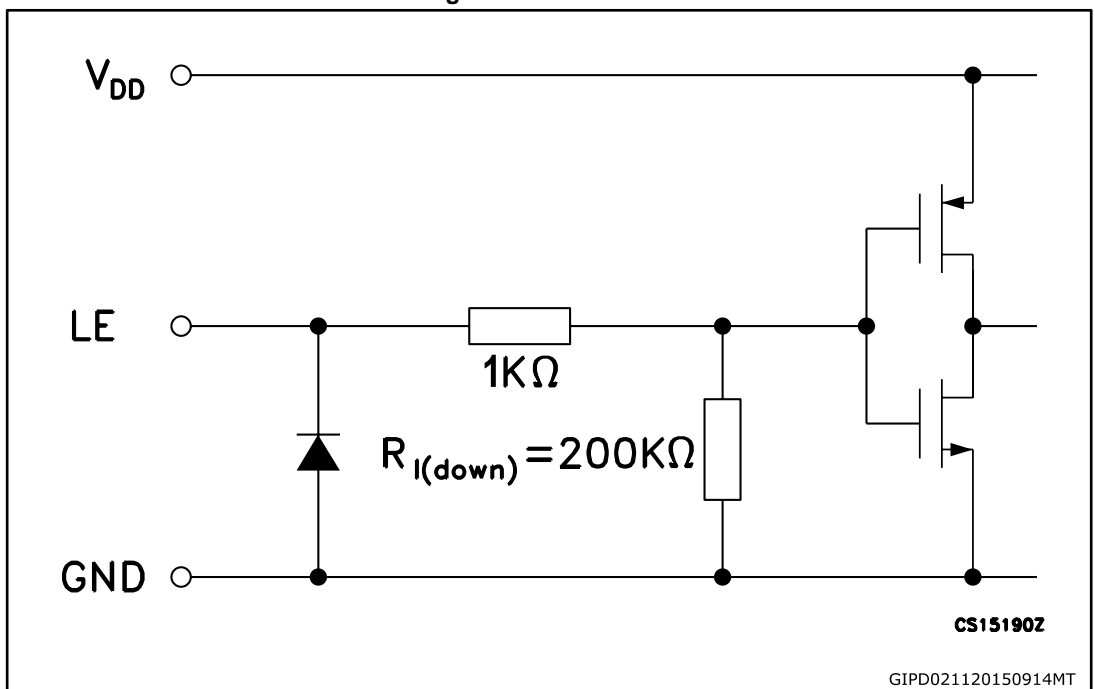 V_DD
LE
1KΩ
R_I(down) = 200KΩ
GND
CS15190Z
GIPD021120150914MT